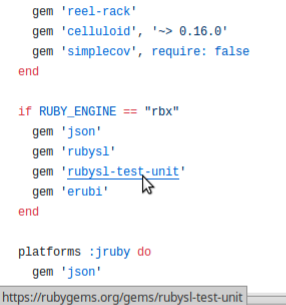 gem 'reel-rack'
gem 'celluloid', '~> 0.16.0'
gem 'simplecov', require: false
end
if RUBY_ENGINE == "rbx"
gem 'json'
gem 'rubysl'
gem 'rubysl-test-unit'
gem 'erubi'
end
platforms :jruby do
gem 'json'
https://rubygems.org/gems/rubysl-test-unit